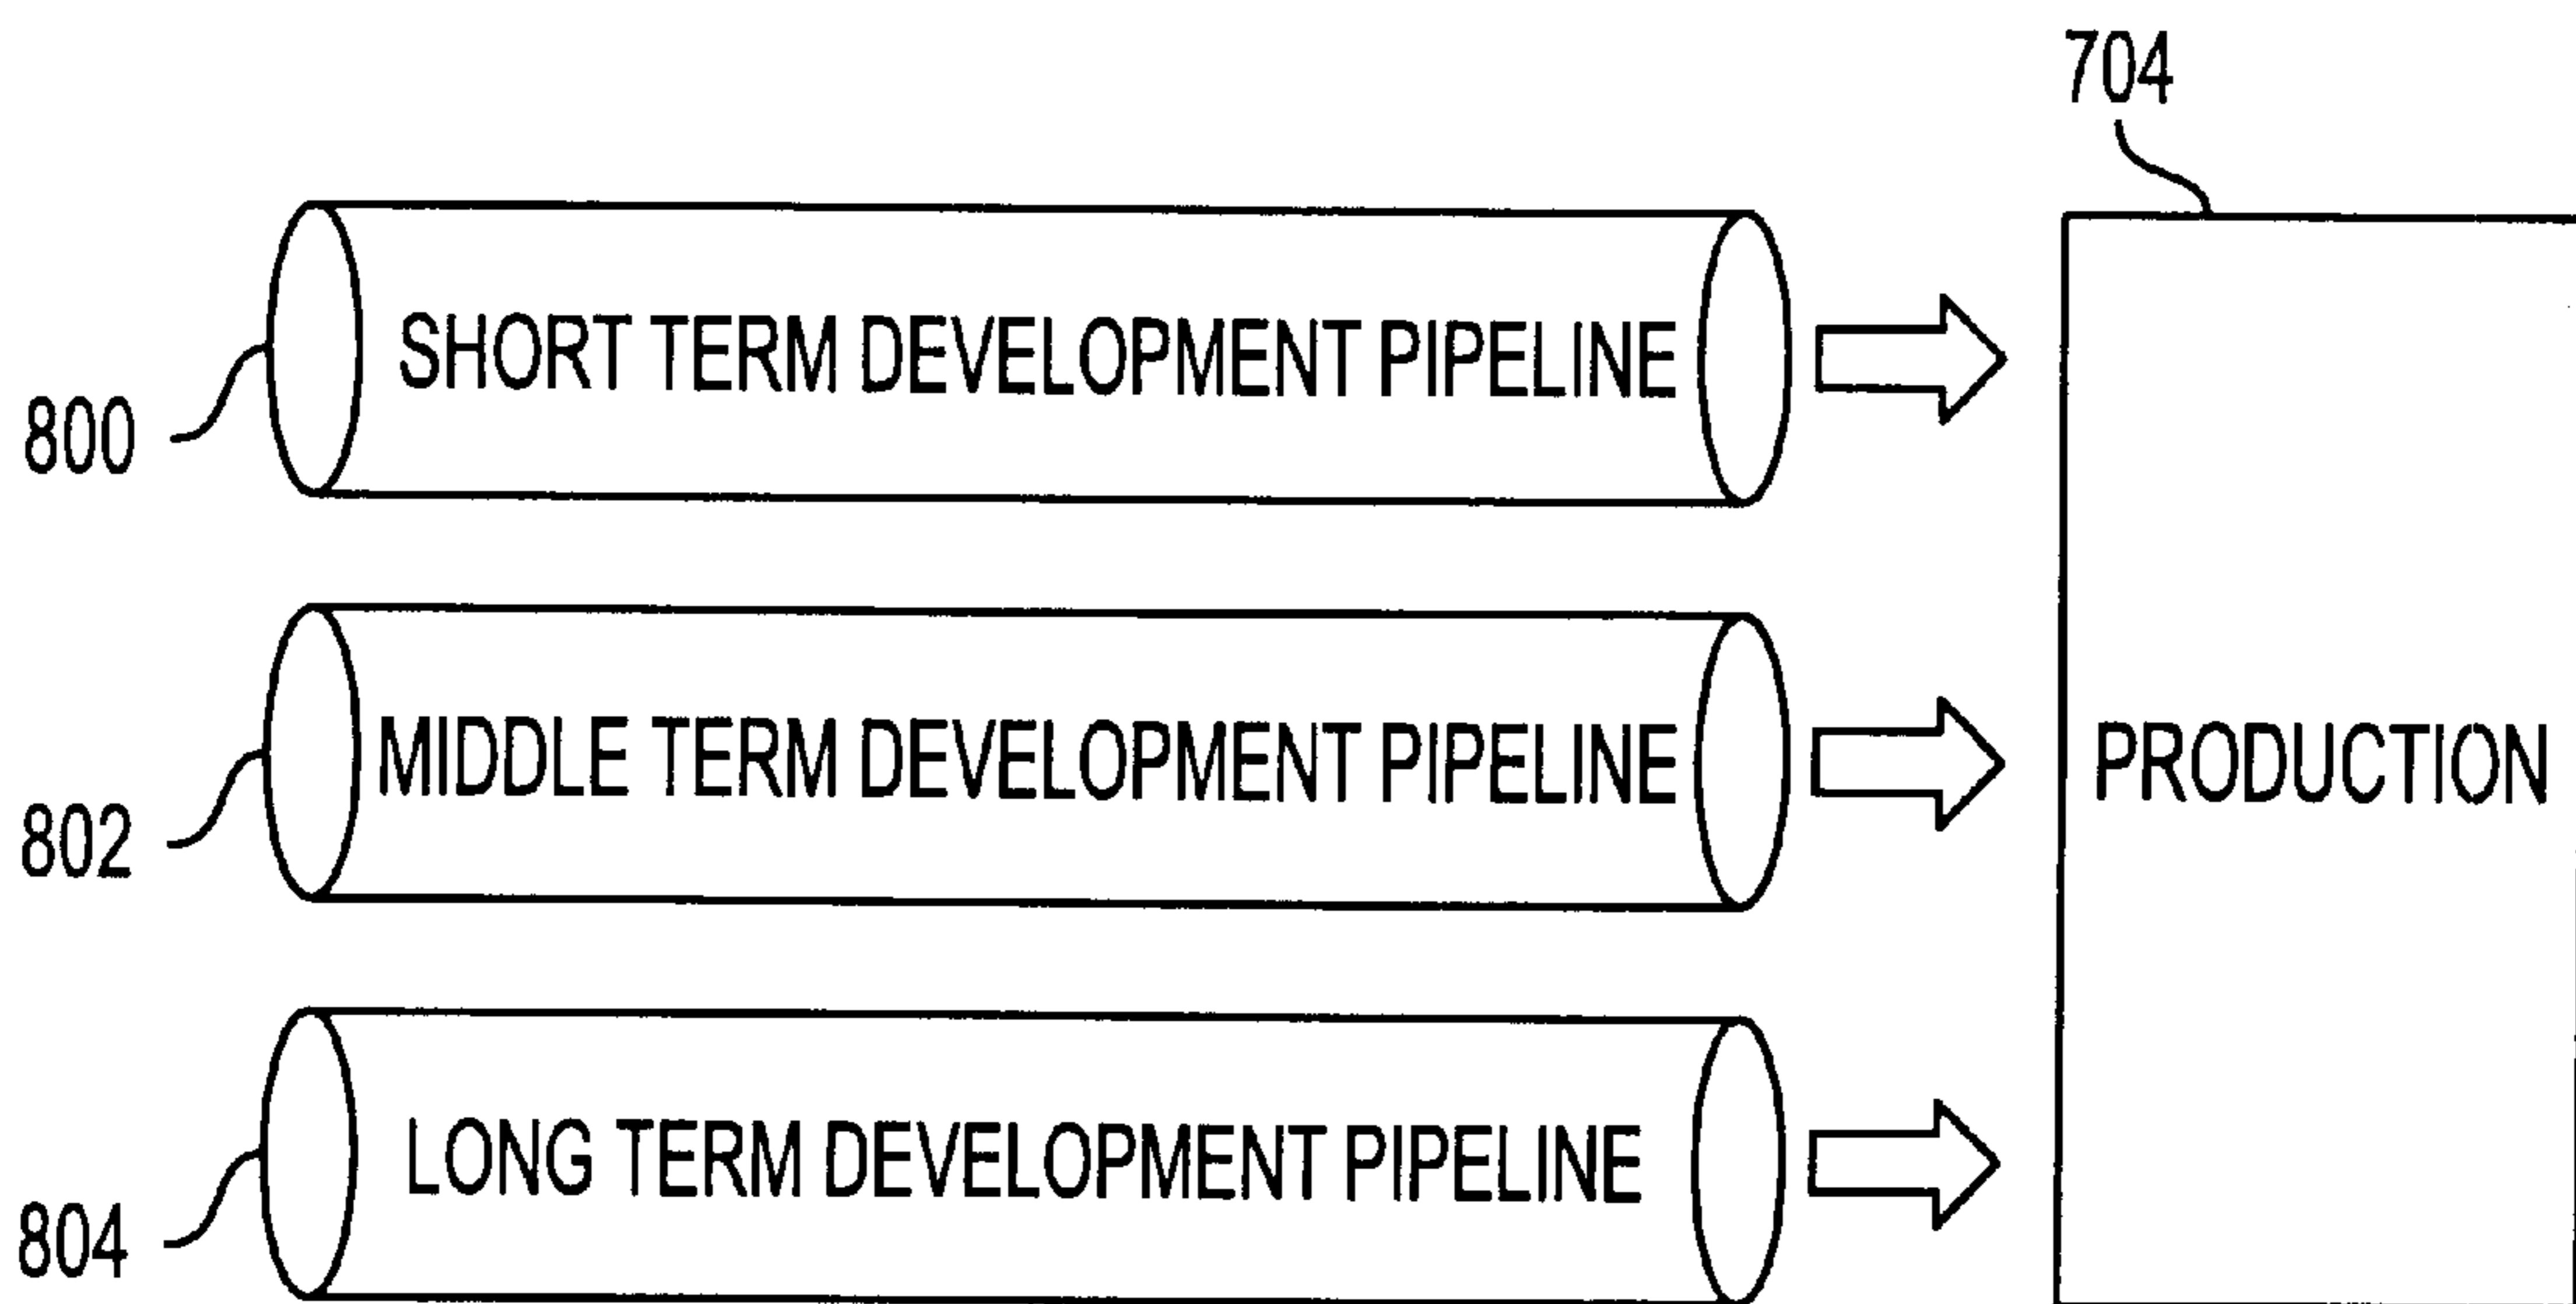 704
SHORT TERM DEVELOPMENT PIPELINE
800
MIDDLE TERM DEVELOPMENT PIPELINE
PRODUCTION
802
LONG TERM DEVELOPMENT PIPELINE
804